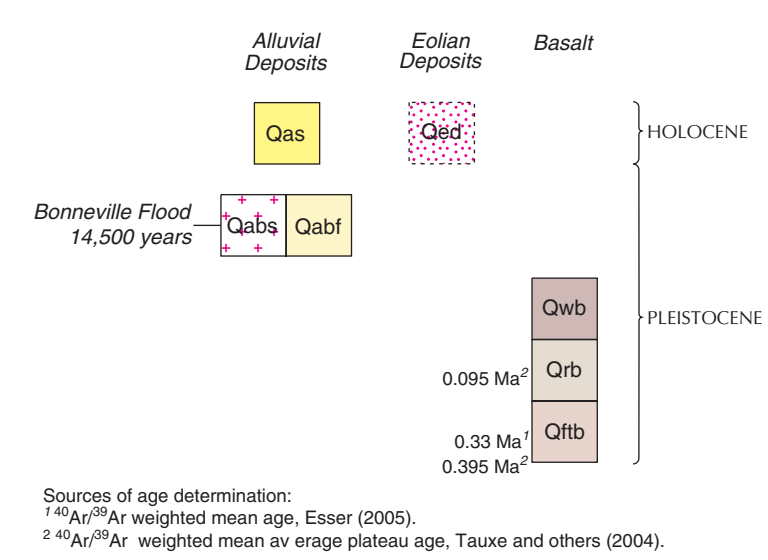 Alluvial
Deposits
Eolian
Deposits
Basalt
Qas
Qed
HOLOCENE
Bonneville Flood
14,500 years
Qabs
Qabf
Qwb
PLEISTOCENE
0.095 Ma²
Qrb
0.33 Ma¹
Qftb
0.395 Ma²
Sources of age determination:
¹ ⁴⁰Ar/³⁹Ar weighted mean age, Esser (2005).
² ⁴⁰Ar/³⁹Ar weighted mean av erage plateau age, Tauxe and others (2004).